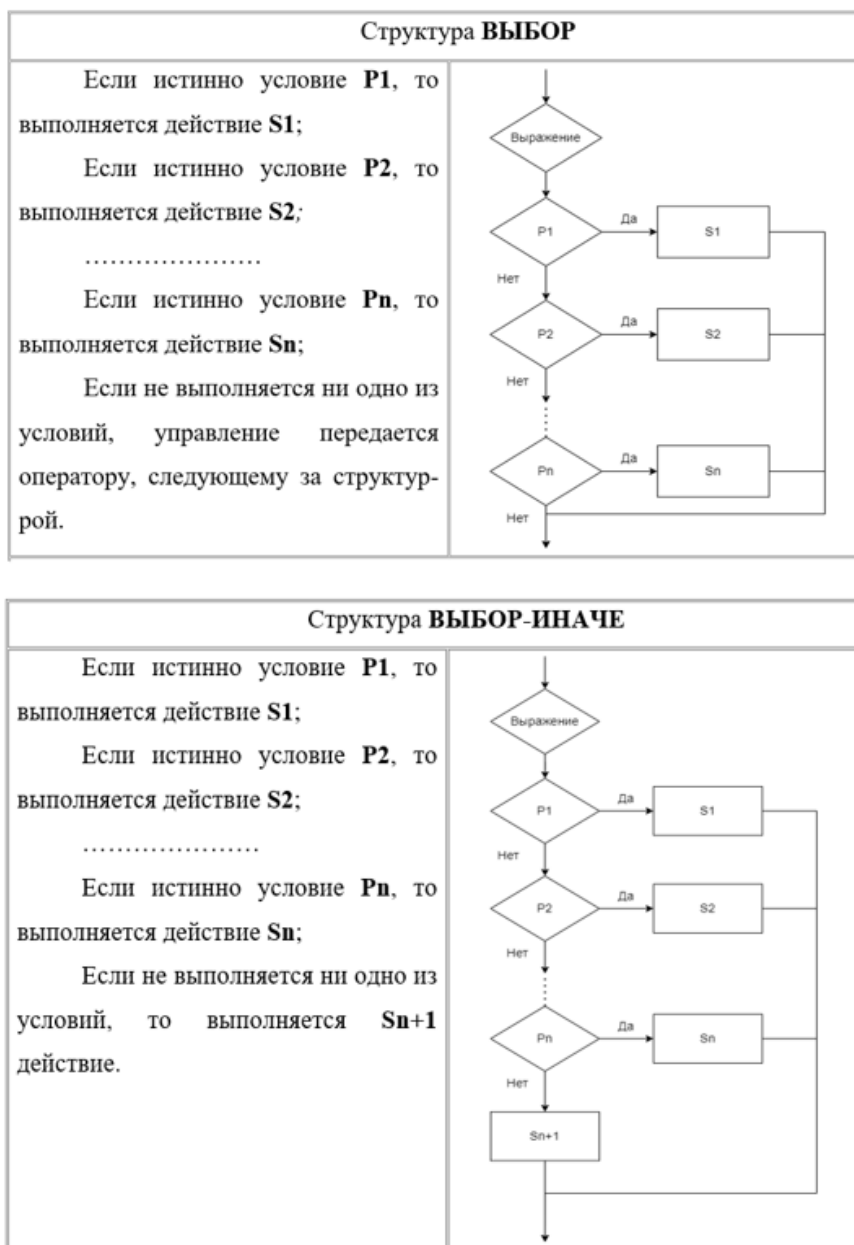 Структура ВЫБОР
Если истинно условие P1, то
выполняется действие S1;
Если истинно условие P2, то
выполняется действие S2;
…………………
Если истинно условие Pn, то
выполняется действие Sn;
Если не выполняется ни одно из
условий, управление передается
оператору, следующему за структур-
рой.
Выражение
P1
Да
S1
Нет
P2
Да
S2
Нет
Pn
Да
Sn
Нет
Структура ВЫБОР-ИНАЧЕ
Если истинно условие P1, то
выполняется действие S1;
Если истинно условие P2, то
выполняется действие S2;
…………………
Если истинно условие Pn, то
выполняется действие Sn;
Если не выполняется ни одно из
условий, то выполняется Sn+1
действие.
Выражение
P1
Да
S1
Нет
P2
Да
S2
Нет
Pn
Да
Sn
Нет
Sn+1